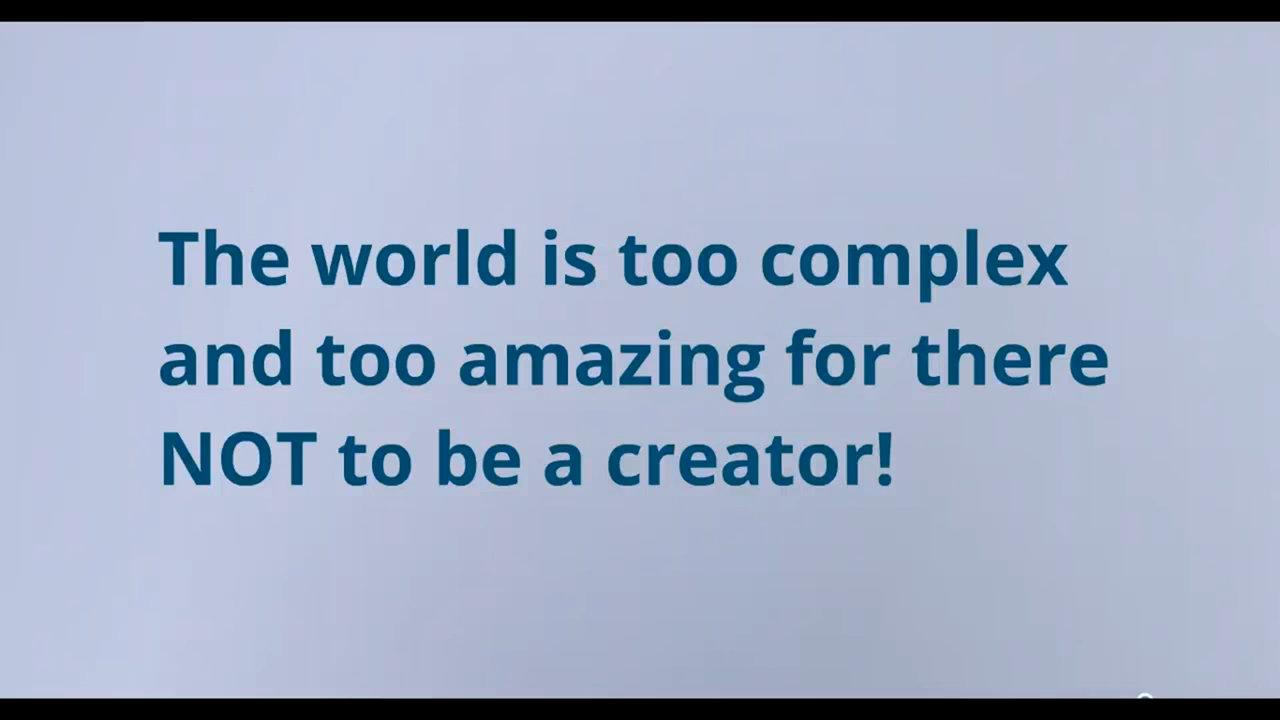 The world is too complex
and too amazing for there
NOT to be a creator!